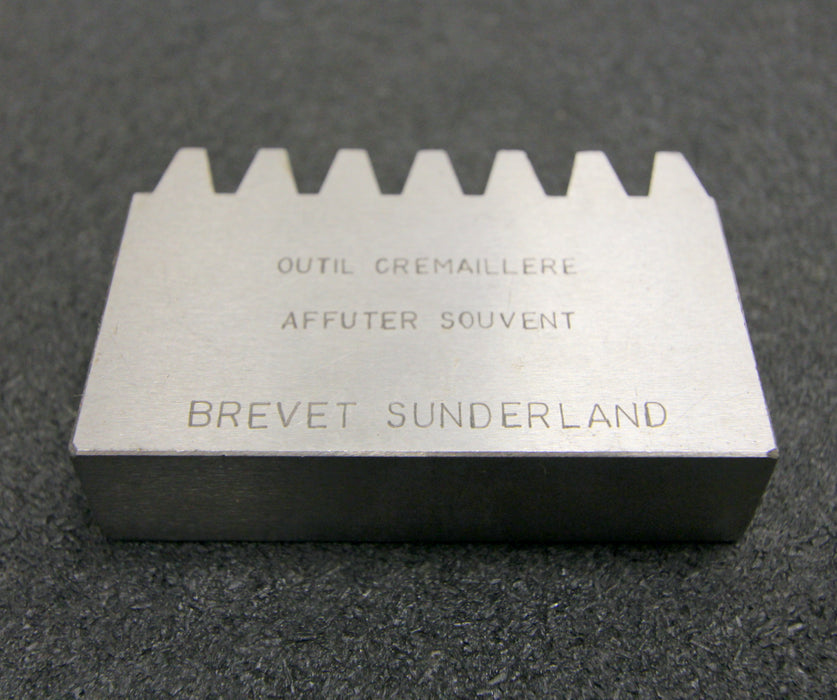 OUTIL CREMAILLERE
AFFUTER SOUVENT
BREVET SUNDERLAND